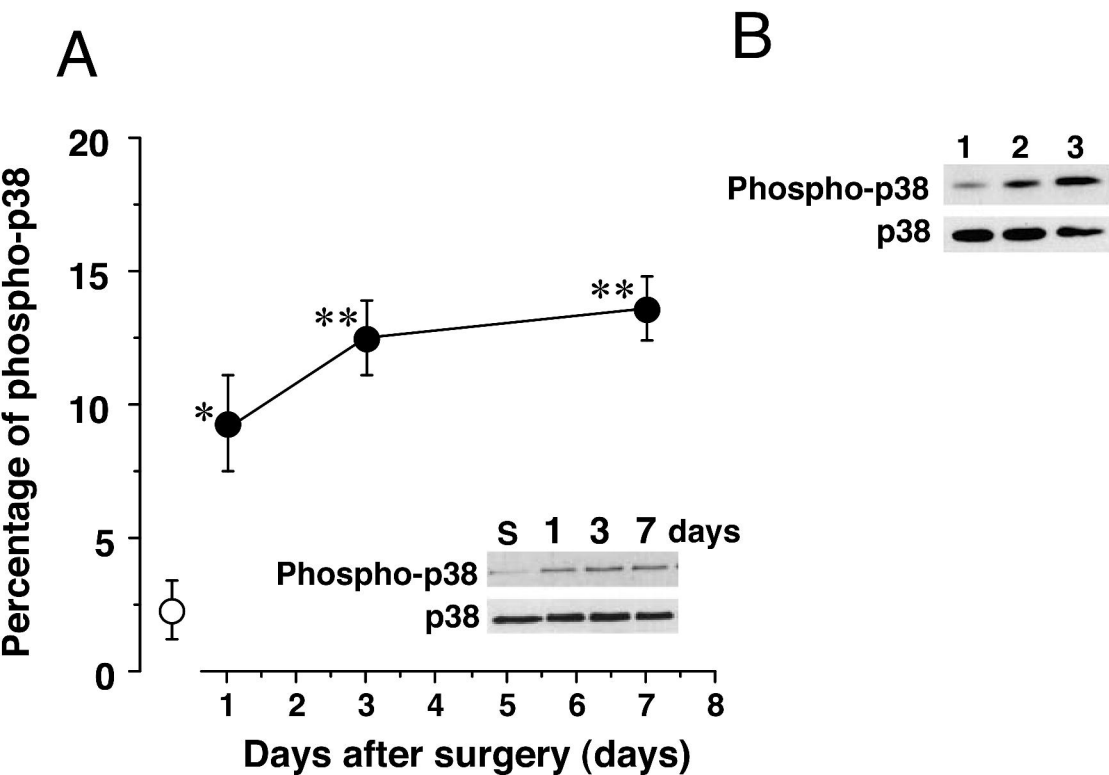 A
B
20
15
10
5
0
Percentage of phospho-p38
*
**
**
1 2 3
Phospho-p38
p38
S 1 3 7 days
Phospho-p38
p38
1 2 3 4 5 6 7 8
Days after surgery (days)